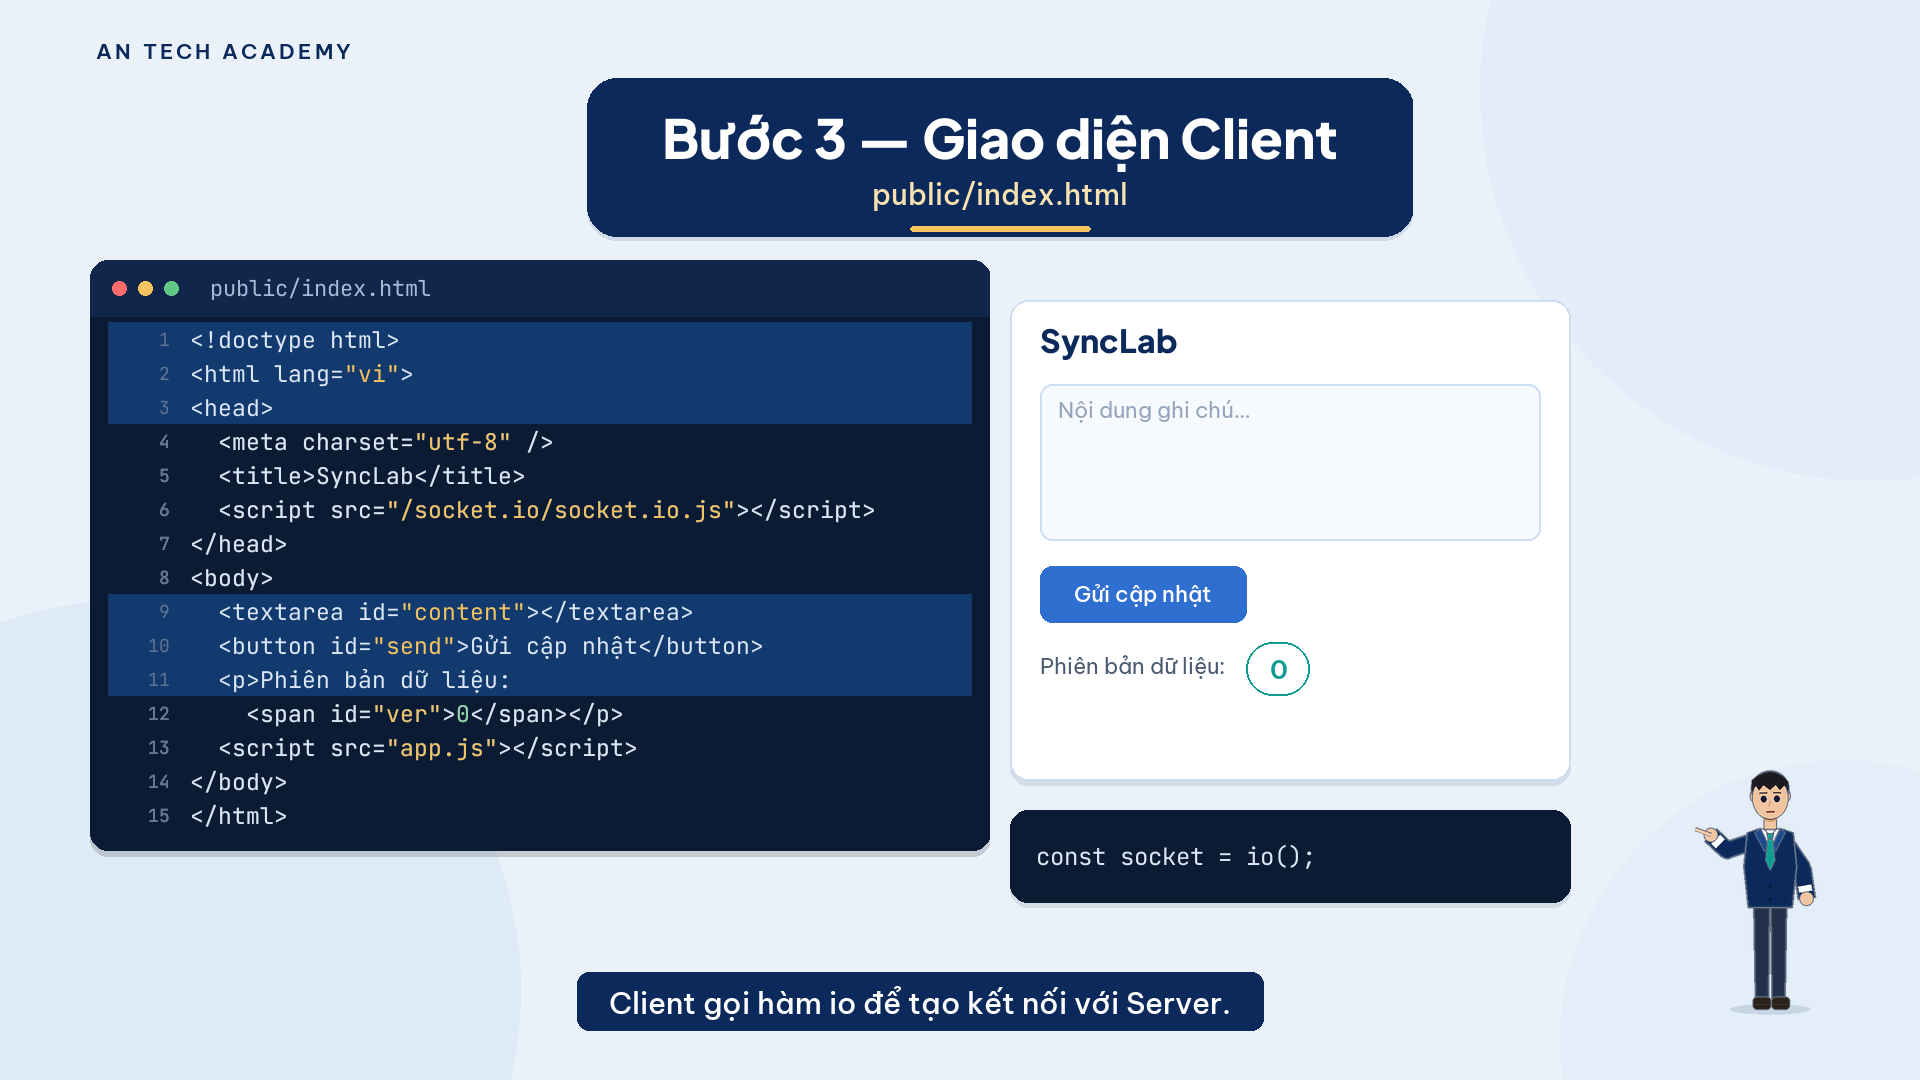 AN TECH ACADEMY
Bước 3 — Giao diện Client
public/index.html
public/index.html
1 <!doctype html>
2 <html lang="vi">
3 <head>
4   <meta charset="utf-8" />
5   <title>SyncLab</title>
6   <script src="/socket.io/socket.io.js"></script>
7 </head>
8 <body>
9   <textarea id="content"></textarea>
10   <button id="send">Gửi cập nhật</button>
11   <p>Phiên bản dữ liệu:
12     <span id="ver">0</span></p>
13   <script src="app.js"></script>
14 </body>
15 </html>
SyncLab
Nội dung ghi chú...
Gửi cập nhật
Phiên bản dữ liệu: 0
const socket = io();
Client gọi hàm io để tạo kết nối với Server.